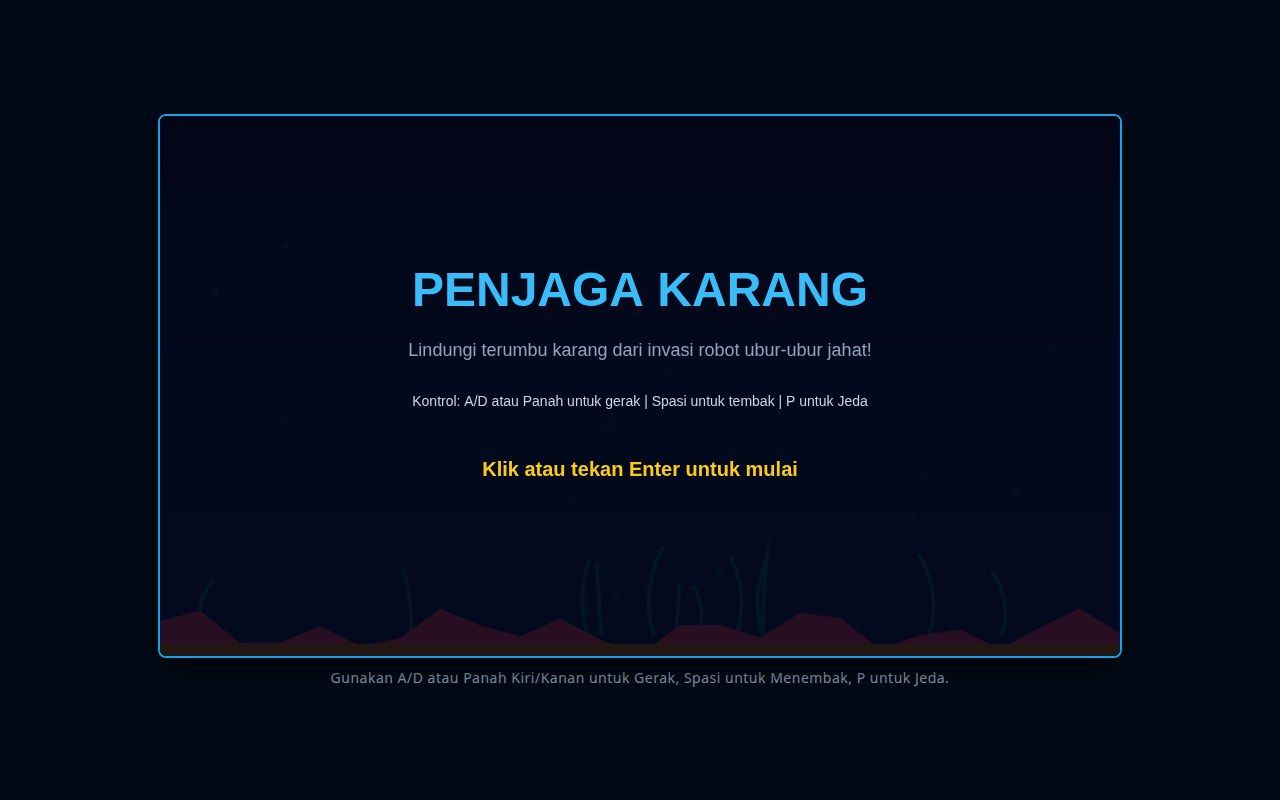 PENJAGA KARANG
Lindungi terumbu karang dari invasi robot ubur-ubur jahat!
Kontrol: A/D atau Panah untuk gerak | Spasi untuk tembak | P untuk Jeda
Klik atau tekan Enter untuk mulai
Gunakan A/D atau Panah Kiri/Kanan untuk Gerak, Spasi untuk Menembak, P untuk Jeda.